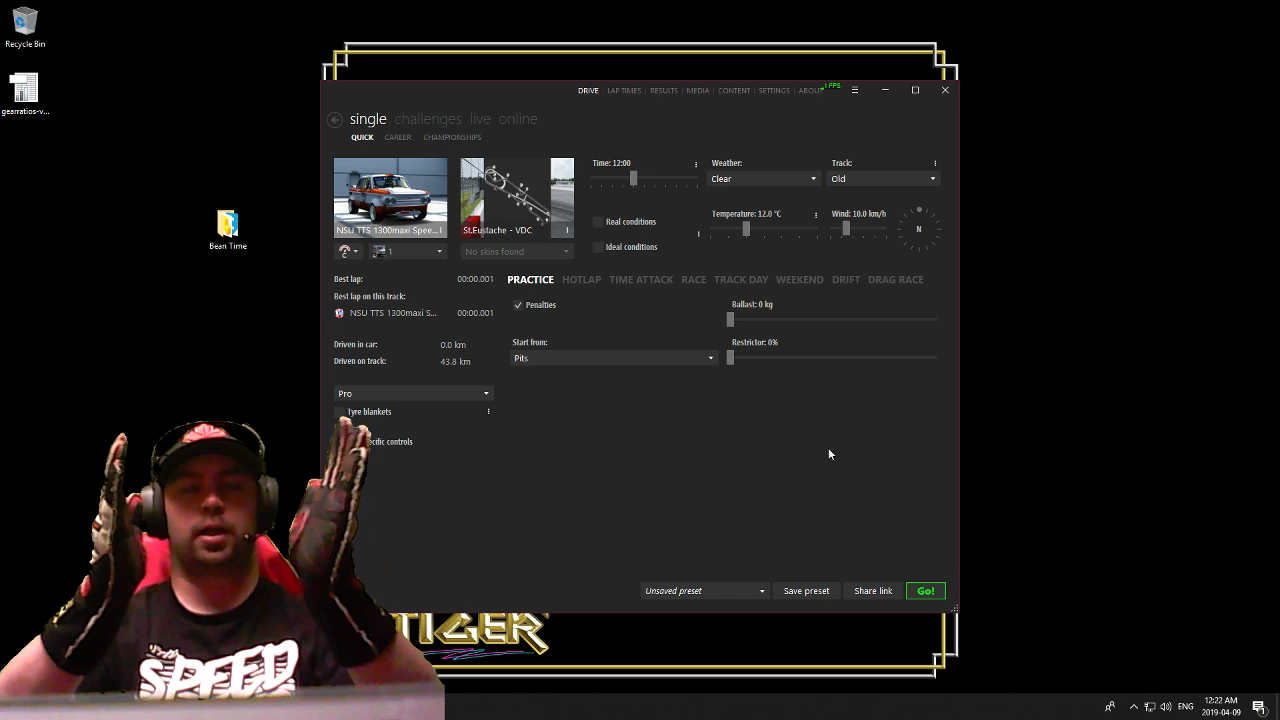 Recycle Bin
gearratios-v...
Bean Time
DRIVE LAP TIMES RESULTS MEDIA CONTENT SETTINGS ABOUT 1 FPS
single challenges live online
QUICK CAREER CHAMPIONSHIPS
NSU TTS 1300maxi Spee...
St.Eustache - VDC
C
1
No skins found
Time: 12:00
Weather:
Track:
Clear
Old
Real conditions
Ideal conditions
Temperature: 12.0 °C
Wind: 10.0 km/h
N
Best lap: 00:00.001
Best lap on this track:
NSU TTS 1300maxi S... 00:00.001
Driven in car: 0.0 km
Driven on track: 43.8 km
Pro
Tyre blankets
ecific controls
PRACTICE HOTLAP TIME ATTACK RACE TRACK DAY WEEKEND DRIFT DRAG RACE
Penalties
Ballast: 0 kg
Start from:
Restrictor: 0%
Pits
Unsaved preset Save preset Share link Go!
TIGER
SPEED
ENG
12:22 AM
2019-04-09
1